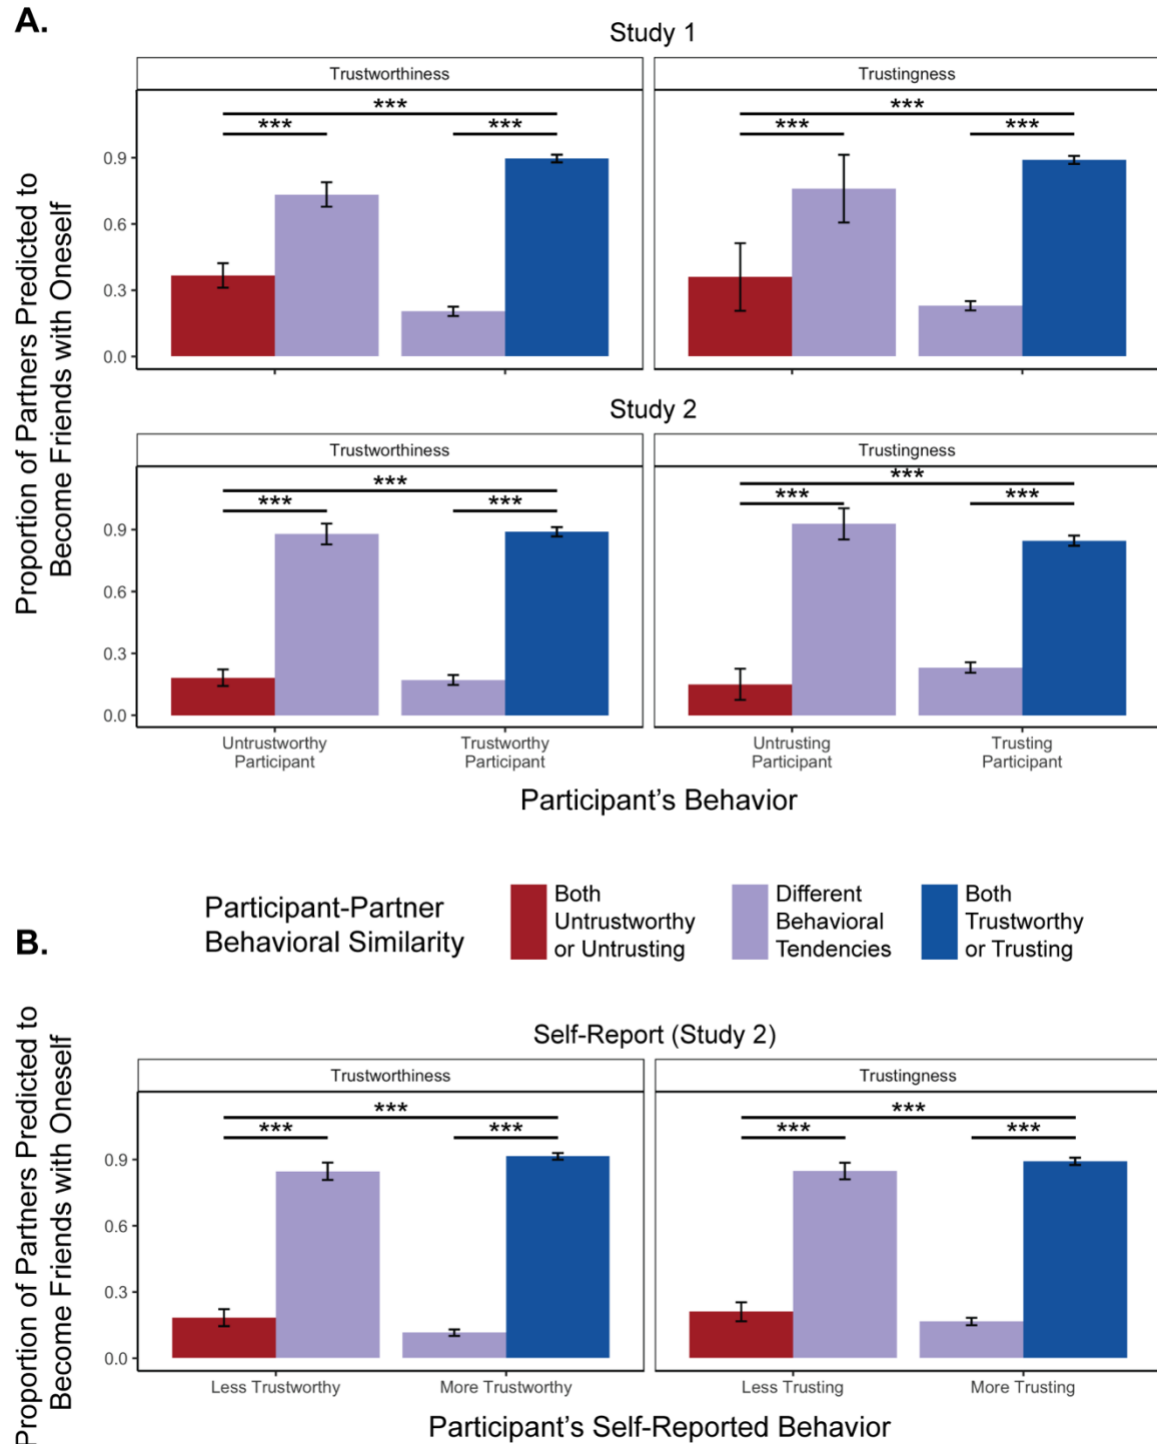 A.
Study 1
Trustworthiness
Trustingness
***
***
***
***
***
***
0.9
0.6
0.3
0.0
Proportion of Partners Predicted to
Become Friends with Oneself
Study 2
Trustworthiness
Trustingness
***
***
***
***
***
***
0.9
0.6
0.3
0.0
Untrustworthy
Participant
Trustworthy
Participant
Untrusting
Participant
Trusting
Participant
Participant’s Behavior
Participant-Partner
Behavioral Similarity
Both
Untrustworthy
or Untrusting
Different
Behavioral
Tendencies
Both
Trustworthy
or Trusting
B.
Self-Report (Study 2)
Trustworthiness
Trustingness
***
***
***
***
***
***
0.9
0.6
0.3
0.0
Proportion of Partners Predicted to
Become Friends with Oneself
Less Trustworthy
More Trustworthy
Less Trusting
More Trusting
Participant’s Self-Reported Behavior